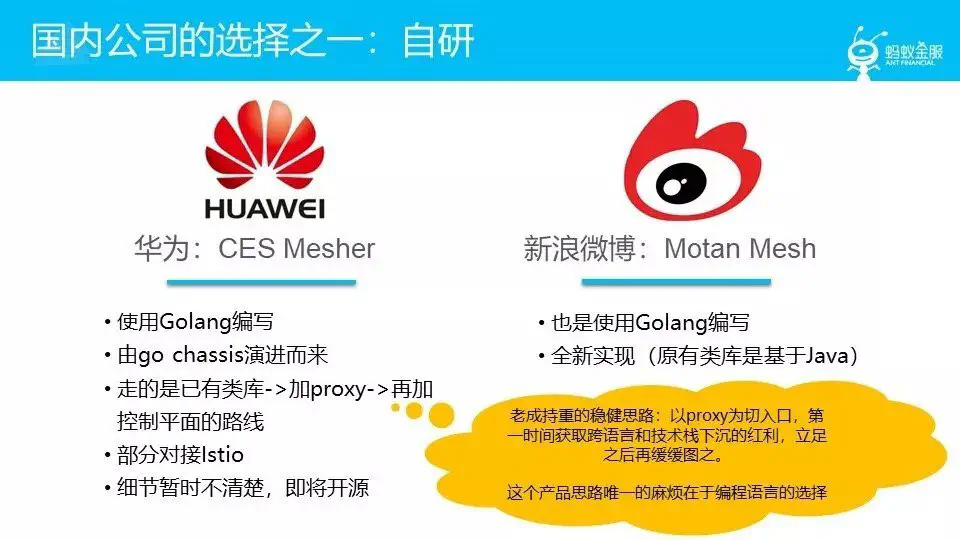 国内公司的选择之一：自研
蚂蚁金服
ANT FINANCIAL
HUAWEI
华为：CES Mesher
• 使用Golang编写
• 由go chassis演进而来
• 走的是已有类库->加proxy->再加
控制平面的路线
• 部分对接Istio
• 细节暂时不清楚，即将开源
新浪微博：Motan Mesh
• 也是使用Golang编写
• 全新实现（原有类库是基于Java）
老成持重的稳健思路：以proxy为切入口，第
一时间获取跨语言和技术栈下沉的红利，立足
之后再缓缓图之。
这个产品思路唯一的麻烦在于编程语言的选择